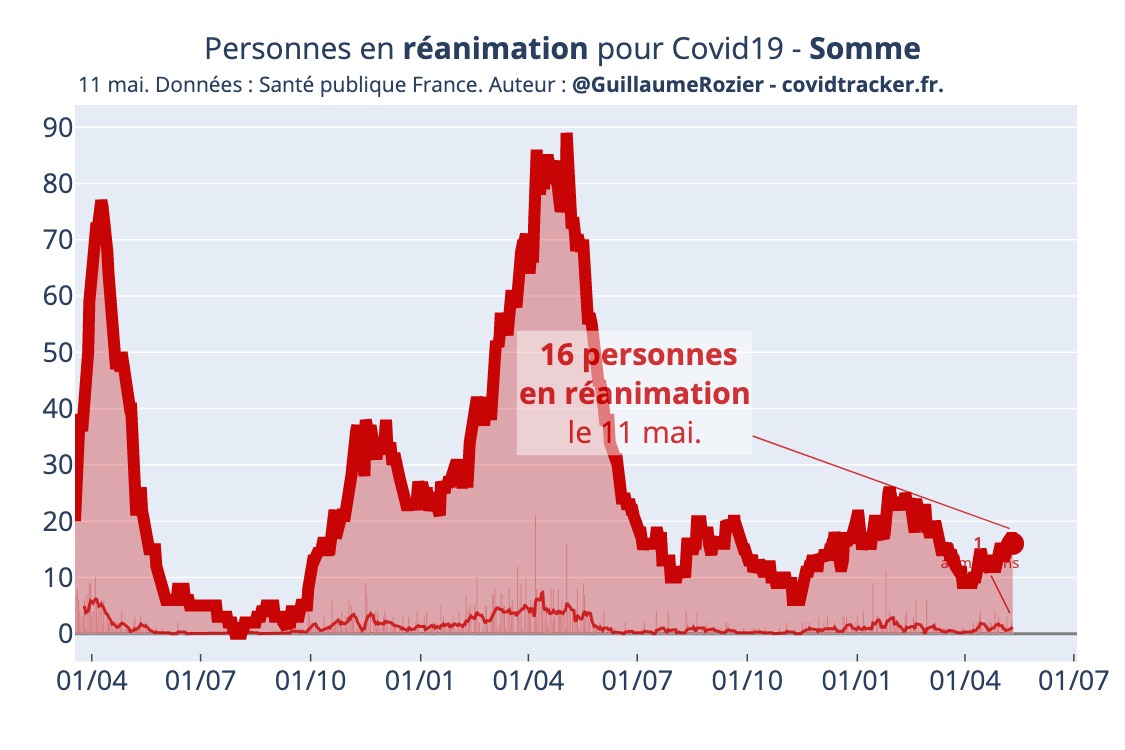 Personnes en réanimation pour Covid19 - Somme
11 mai. Données : Santé publique France. Auteur : @GuillaumeRozier - covidtracker.fr.
90
80
70
60
50
40
30
20
10
0
16 personnes
en réanimation
le 11 mai.
1
01/04 01/07 01/10 01/01 01/04 01/07 01/10 01/01 01/04 01/07